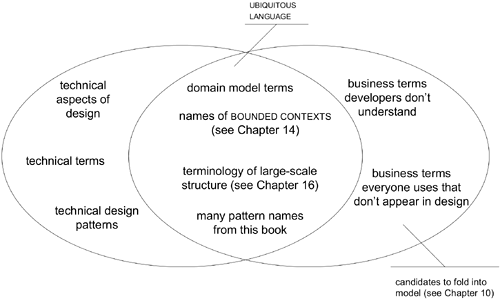 UBIQUITOUS
LANGUAGE
technical
aspects of
design
technical terms
technical design
patterns
domain model terms
names of BOUNDED CONTEXTS
(see Chapter 14)
terminology of large-scale
structure (see Chapter 16)
many pattern names
from this book
business terms
developers don't
understand
business terms
everyone uses that
don't appear in design
candidates to fold into
model (see Chapter 10)